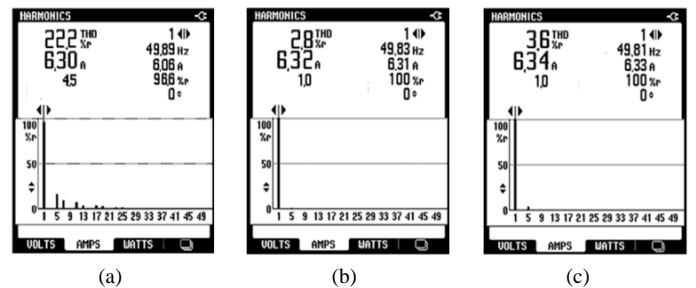 HARMONICS
22,2 THD %r 1
49,89 Hz
6,30 A 6,06 A
4,5 96,6 %r
0 °
100
%r
50
0
1 5 9 13 17 21 25 29 33 37 41 45 49
VOLTS AMPS WATTS
(a)
HARMONICS
2,8 THD %r 1
49,83 Hz
6,32 A 6,31 A
1,0 100 %r
0 °
100
%r
50
0
1 5 9 13 17 21 25 29 33 37 41 45 49
VOLTS AMPS WATTS
(b)
HARMONICS
3,6 THD %r 1
49,81 Hz
6,34 A 6,33 A
1,0 100 %r
0 °
100
%r
50
0
1 5 9 13 17 21 25 29 33 37 41 45 49
VOLTS AMPS WATTS
(c)